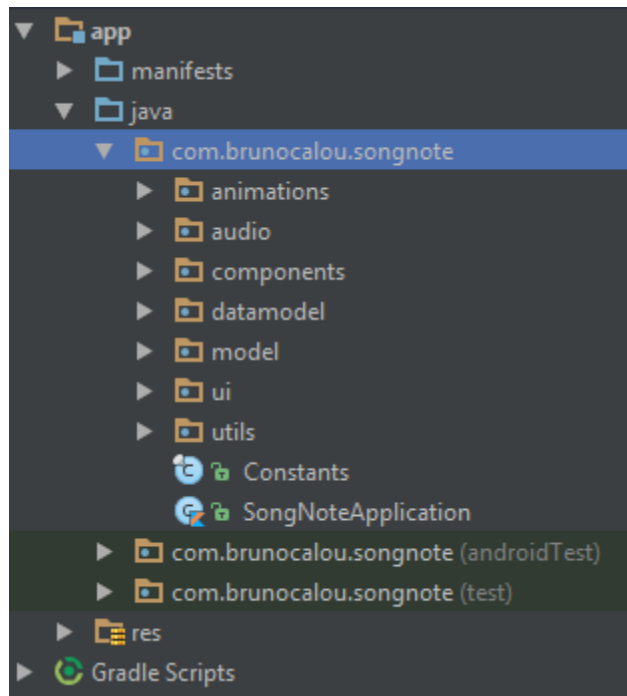 app
manifests
java
com.brunocalou.songnote
animations
audio
components
datamodel
model
ui
utils
Constants
SongNoteApplication
com.brunocalou.songnote (androidTest)
com.brunocalou.songnote (test)
res
Gradle Scripts